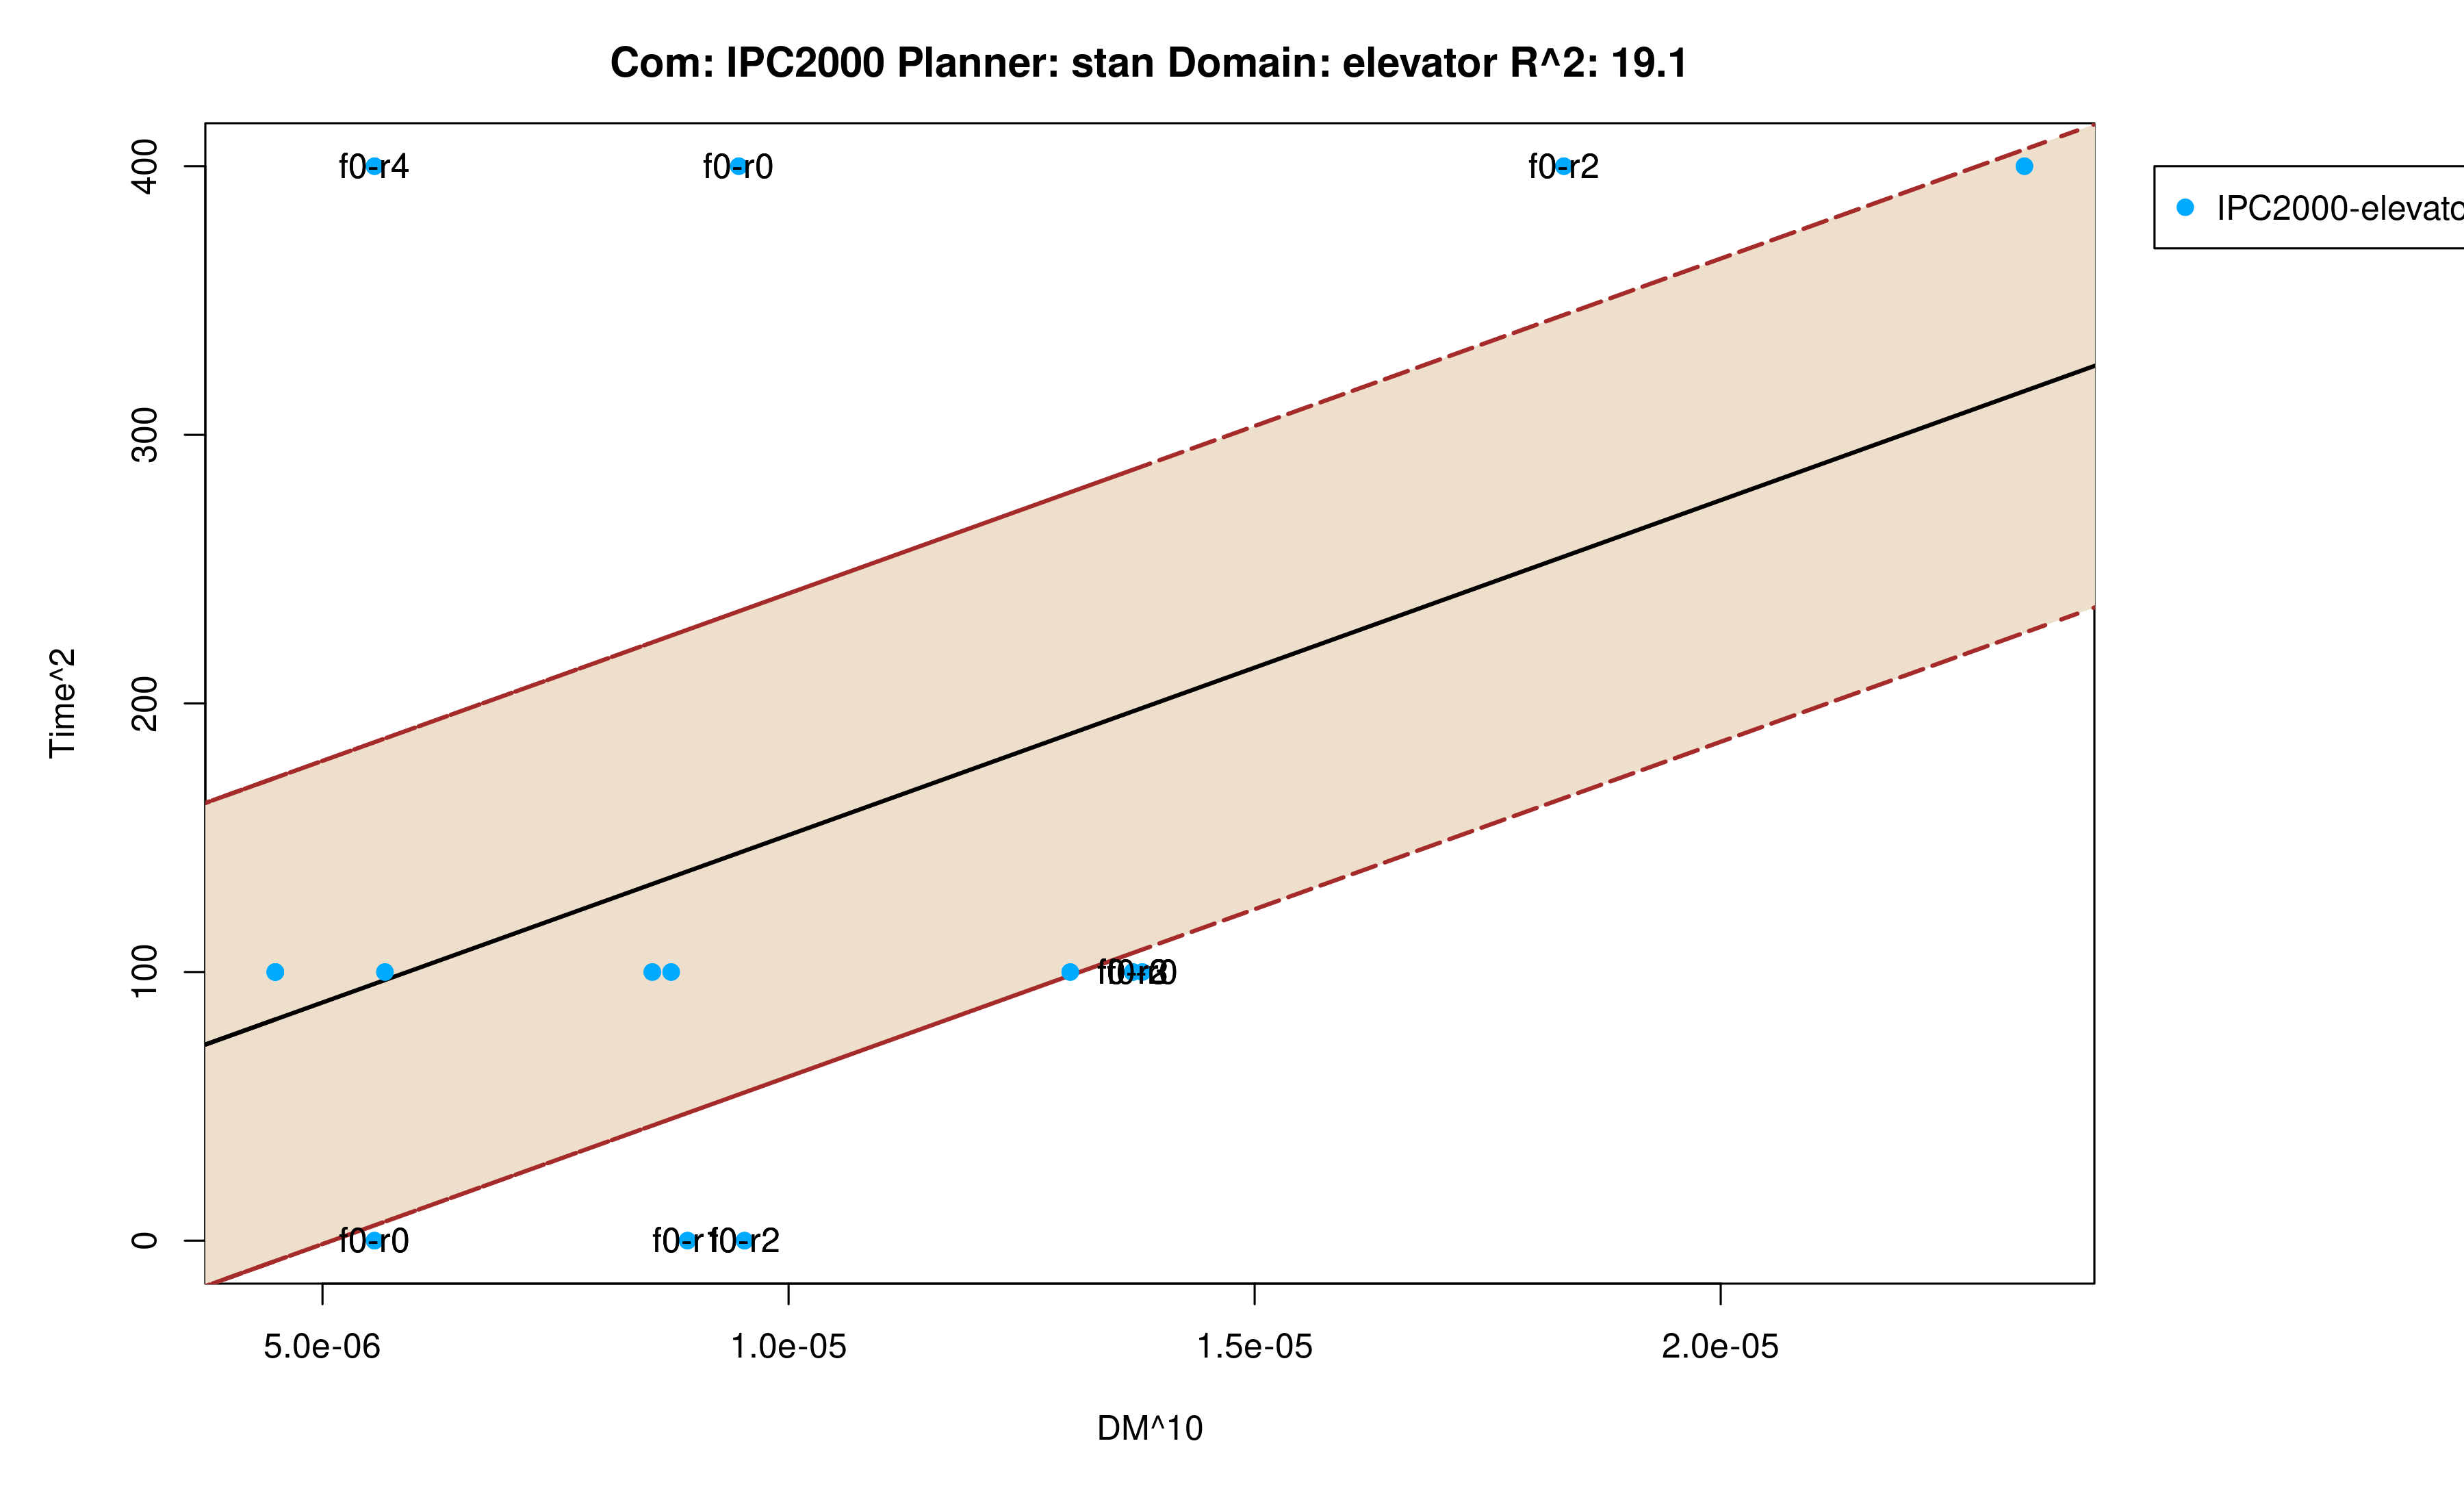 Com: IPC2000 Planner: stan Domain: elevator R^2: 19.1
400
300
200
100
0
Time^2
f0-r4
f0-r0
f0-r2
f0-r0
f0-r2
5.0e-06
1.0e-05
1.5e-05
2.0e-05
DM^10
IPC2000-elevato